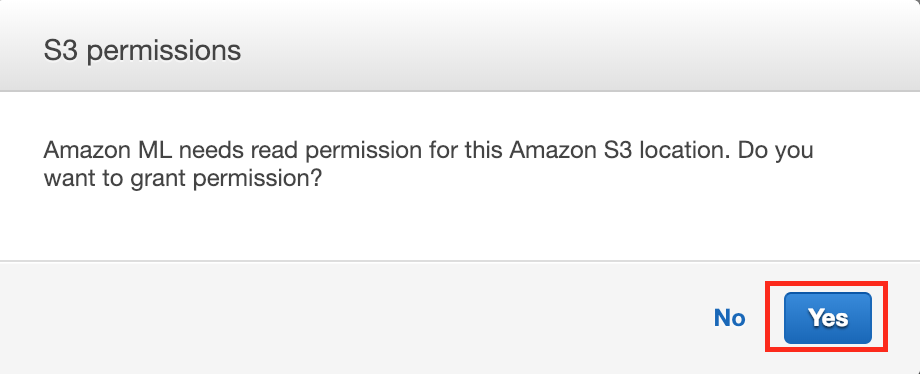 S3 permissions
Amazon ML needs read permission for this Amazon S3 location. Do you
want to grant permission?
No
Yes